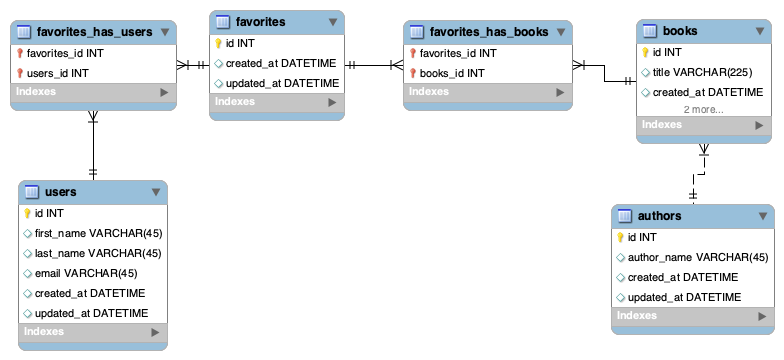 favorites_has_users
favorites_id INT
users_id INT
Indexes
favorites
id INT
created_at DATETIME
updated_at DATETIME
Indexes
favorites_has_books
favorites_id INT
books_id INT
Indexes
books
id INT
title VARCHAR(225)
created_at DATETIME
2 more...
Indexes
users
id INT
first_name VARCHAR(45)
last_name VARCHAR(45)
email VARCHAR(45)
created_at DATETIME
updated_at DATETIME
Indexes
authors
id INT
author_name VARCHAR(45)
created_at DATETIME
updated_at DATETIME
Indexes